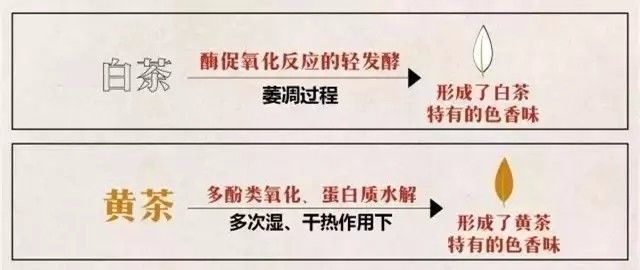 白茶
酶促氧化反应的轻发酵
萎凋过程
形成了白茶
特有的色香味
黄茶
多酚类氧化、蛋白质水解
多次湿、干热作用下
形成了黄茶
特有的色香味